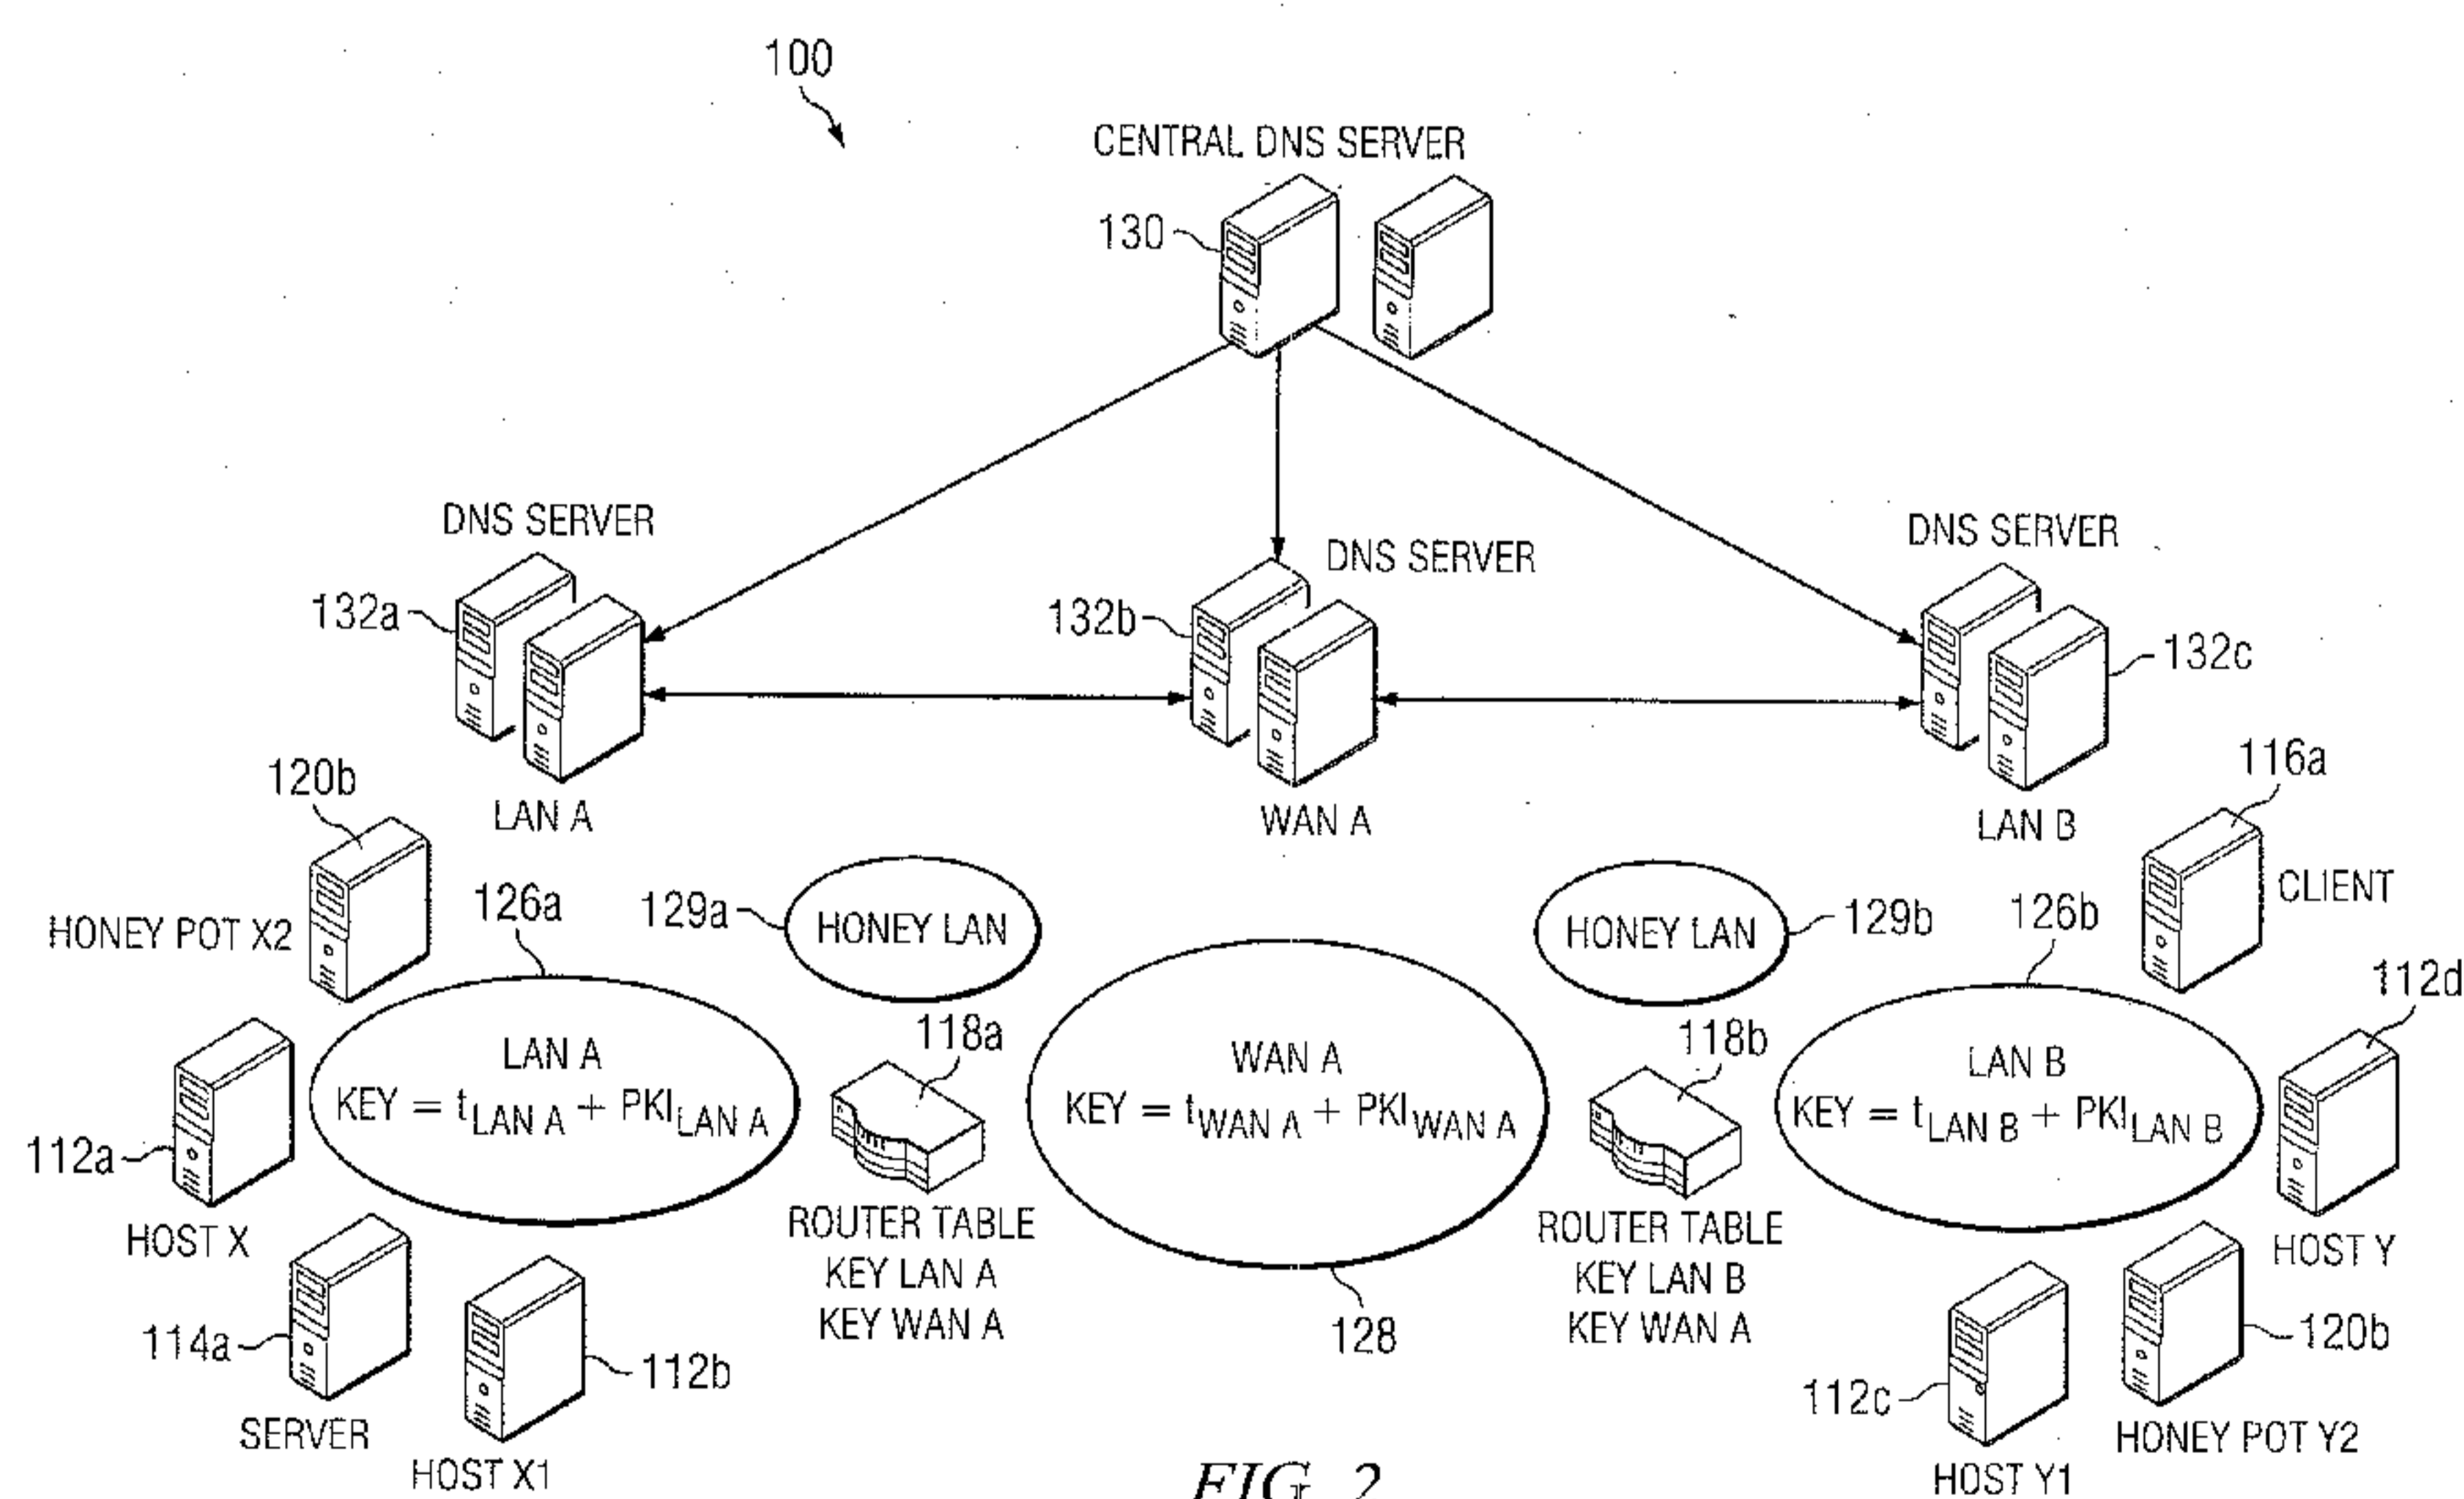 100
CENTRAL DNS SERVER
130
DNS SERVER
132a
DNS SERVER
132b
DNS SERVER
132c
LAN A
WAN A
LAN B
120b
HONEY POT X2
126a
129a
HONEY LAN
HONEY LAN
129b
126b
116a
CLIENT
112d
LAN A
KEY = tLAN A + PKILAN A
118a
WAN A
KEY = tWAN A + PKIWAN A
118b
LAN B
KEY = tLAN B + PKILAN B
112a
HOST X
ROUTER TABLE
KEY LAN A
KEY WAN A
128
ROUTER TABLE
KEY LAN B
KEY WAN A
HOST Y
114a
SERVER
112b
HOST X1
112c
HOST Y1
120b
HONEY POT Y2
FIG. 2